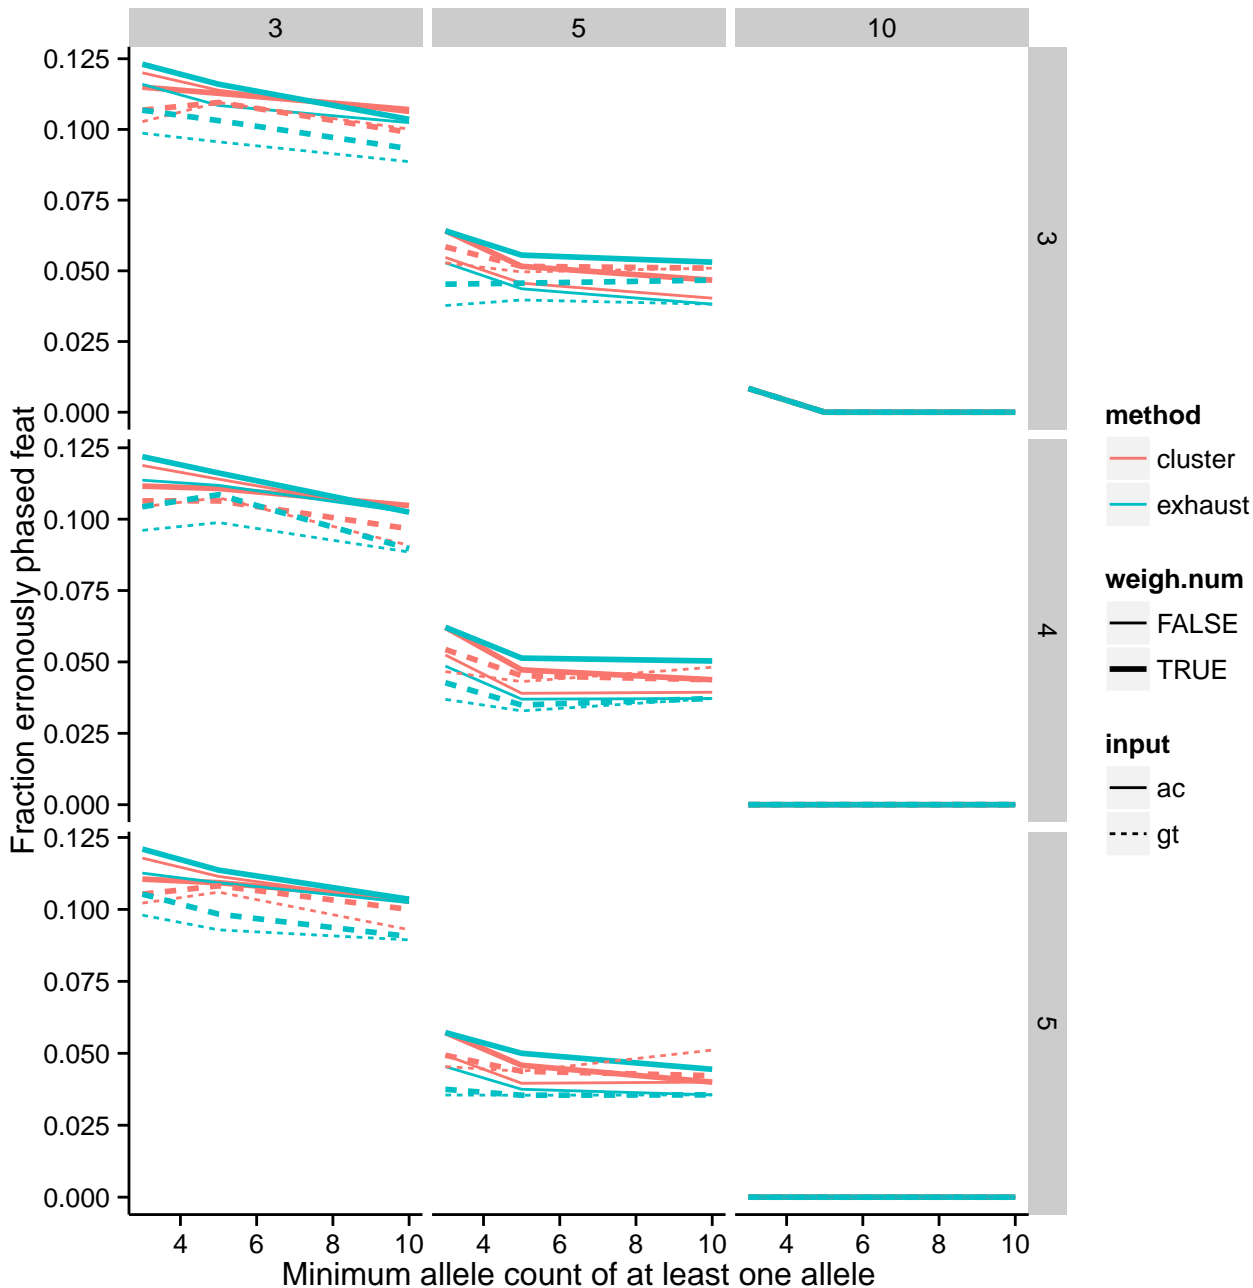 3 5 10
0.125
0.100
0.075
0.050
0.025
0.000
3
0.125
0.100
0.075
0.050
0.025
0.000
4
0.125
0.100
0.075
0.050
0.025
0.000
5
Fraction erronously phased feat
4 6 8 10 4 6 8 10 4 6 8 10
Minimum allele count of at least one allele
method
cluster
exhaust
weigh.num
FALSE
TRUE
input
ac
gt